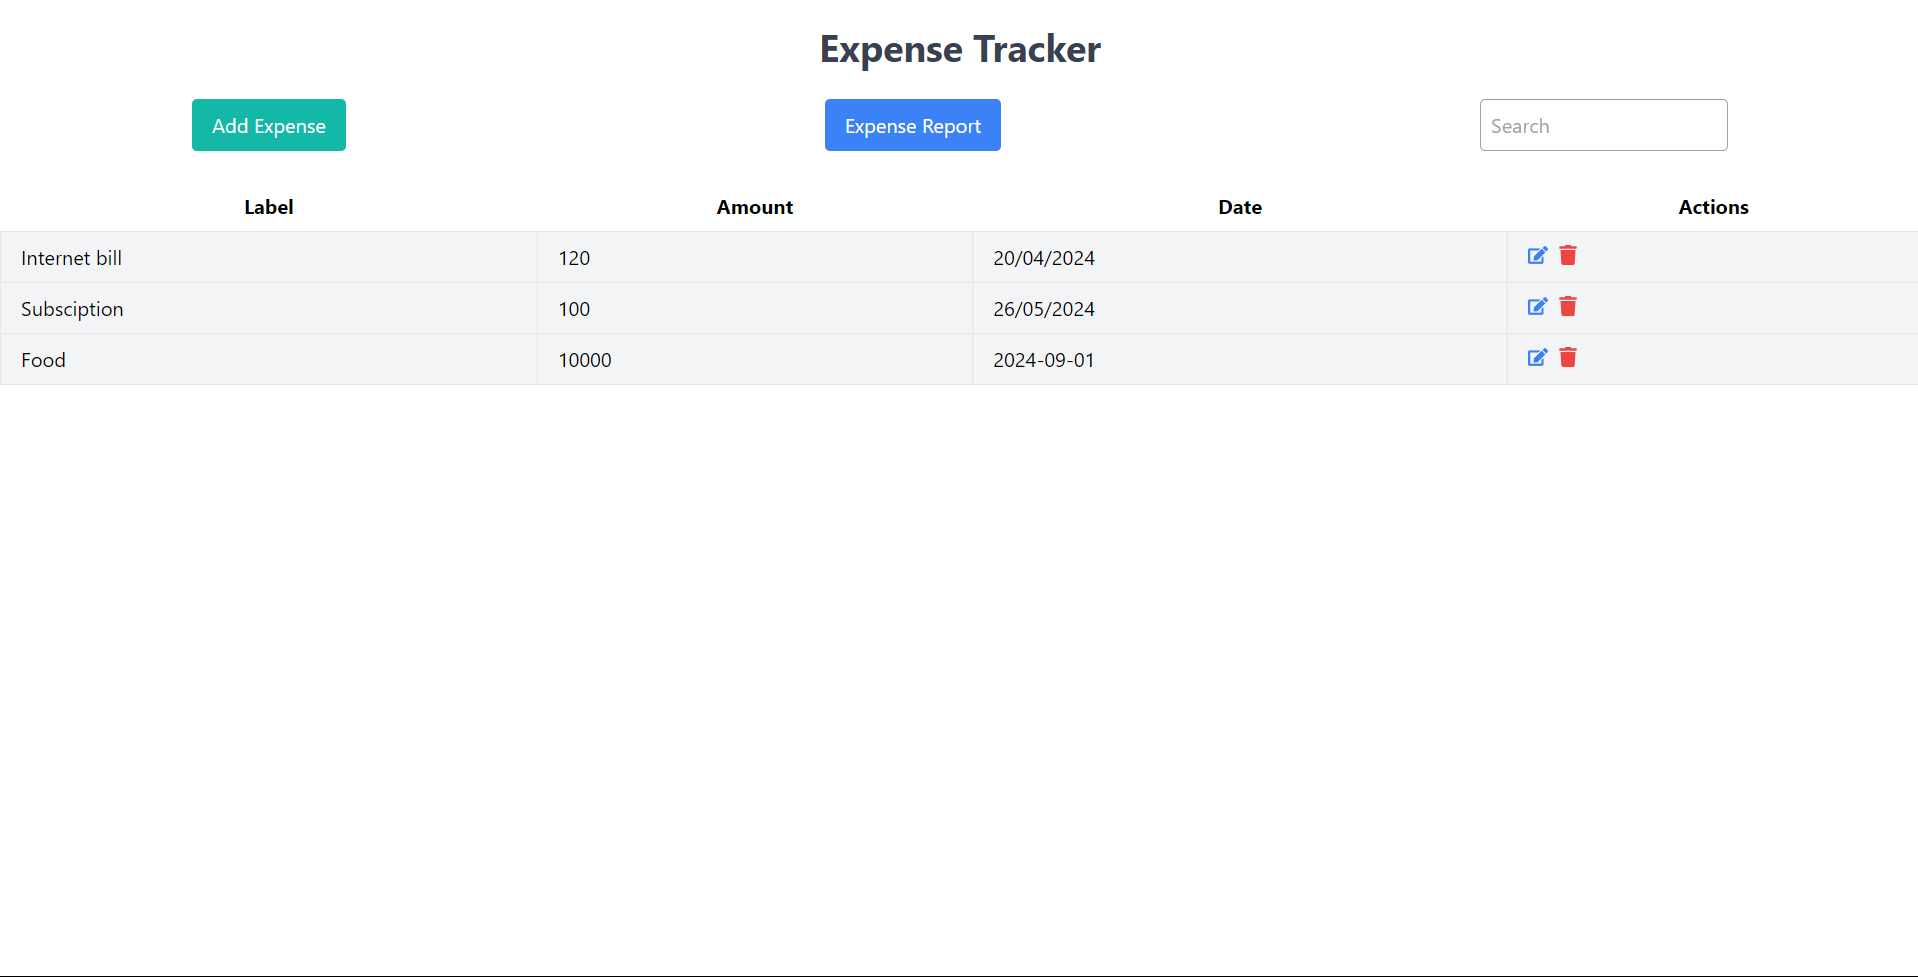 Expense Tracker
Add Expense Expense Report Search
Label Amount Date Actions
Internet bill 120 20/04/2024
Subsciption 100 26/05/2024
Food 10000 2024-09-01